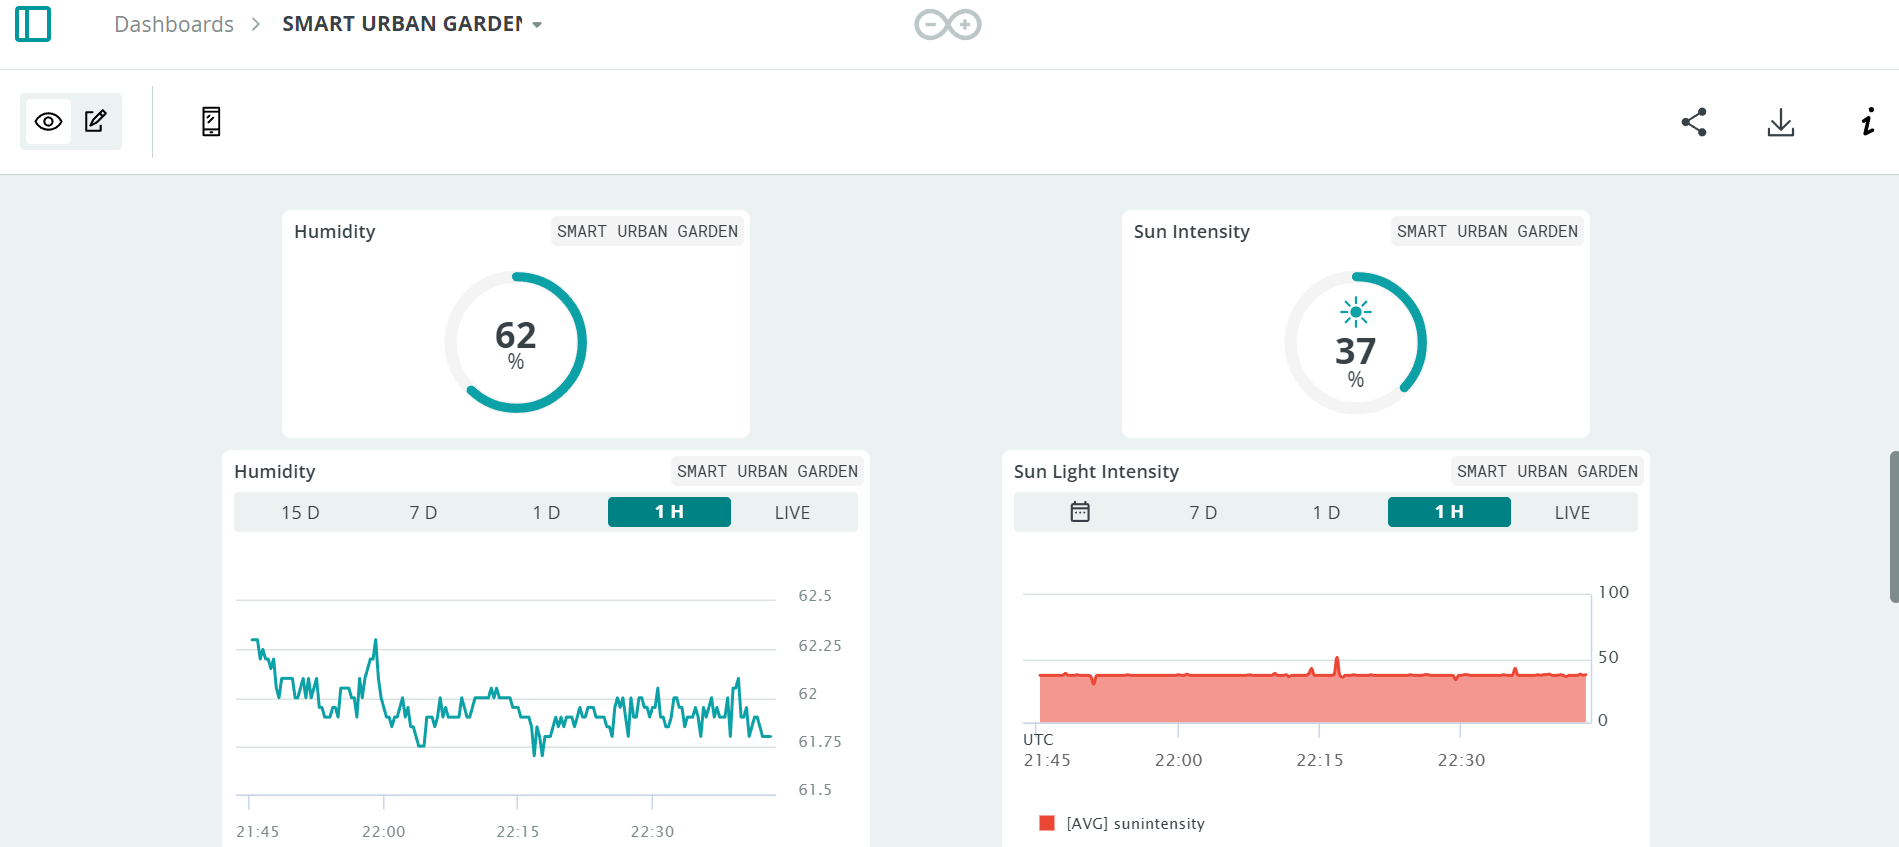 Dashboards > SMART URBAN GARDEN
Humidity SMART URBAN GARDEN
62
%
Sun Intensity SMART URBAN GARDEN
37
%
Humidity SMART URBAN GARDEN
15 D 7 D 1 D 1 H LIVE
62.5
62.25
62
61.75
61.5
21:45 22:00 22:15 22:30
Sun Light Intensity SMART URBAN GARDEN
7 D 1 D 1 H LIVE
100
50
0
UTC
21:45 22:00 22:15 22:30
[AVG] sunintensity